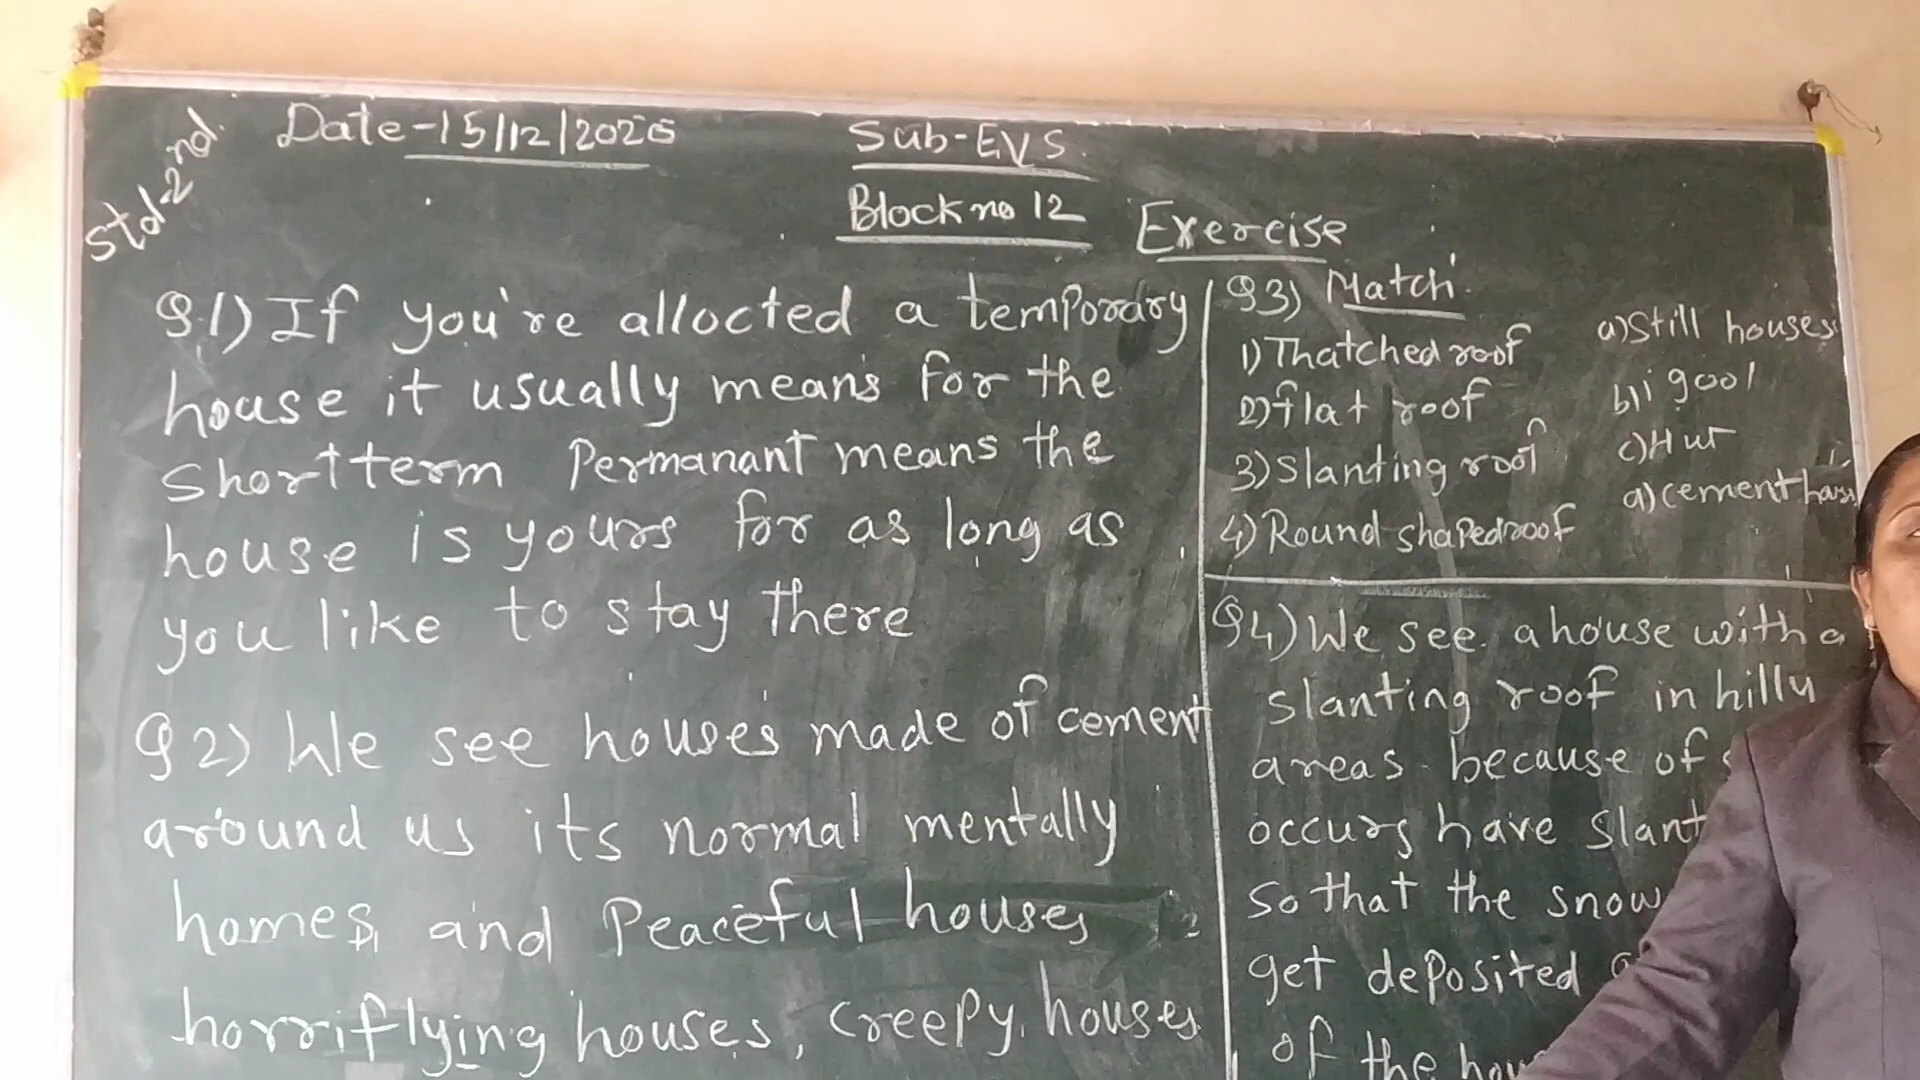 Std-2nd.
Date-15/12/2025
Sub-EVS.
Block no 12
Exercise
Q.1) If you're allocted a temporary
house it usually means for the
Short term Permanant means the
house is yours for as long as
you like to stay there
Q2) We see houses made of cement
around us its normal mentally
homes, and Peaceful houses
horriflying houses, Creepy, houses
Q3) Match
1) Thatched roof a) Still houses
2) flat roof b) igool
3) Slanting roof c) Hut
4) Round shaped roof a) cement
Q4) We see a house with a
slanting roof in hilly
areas because of
occurs have Slant
so that the snow
get deposited
of the